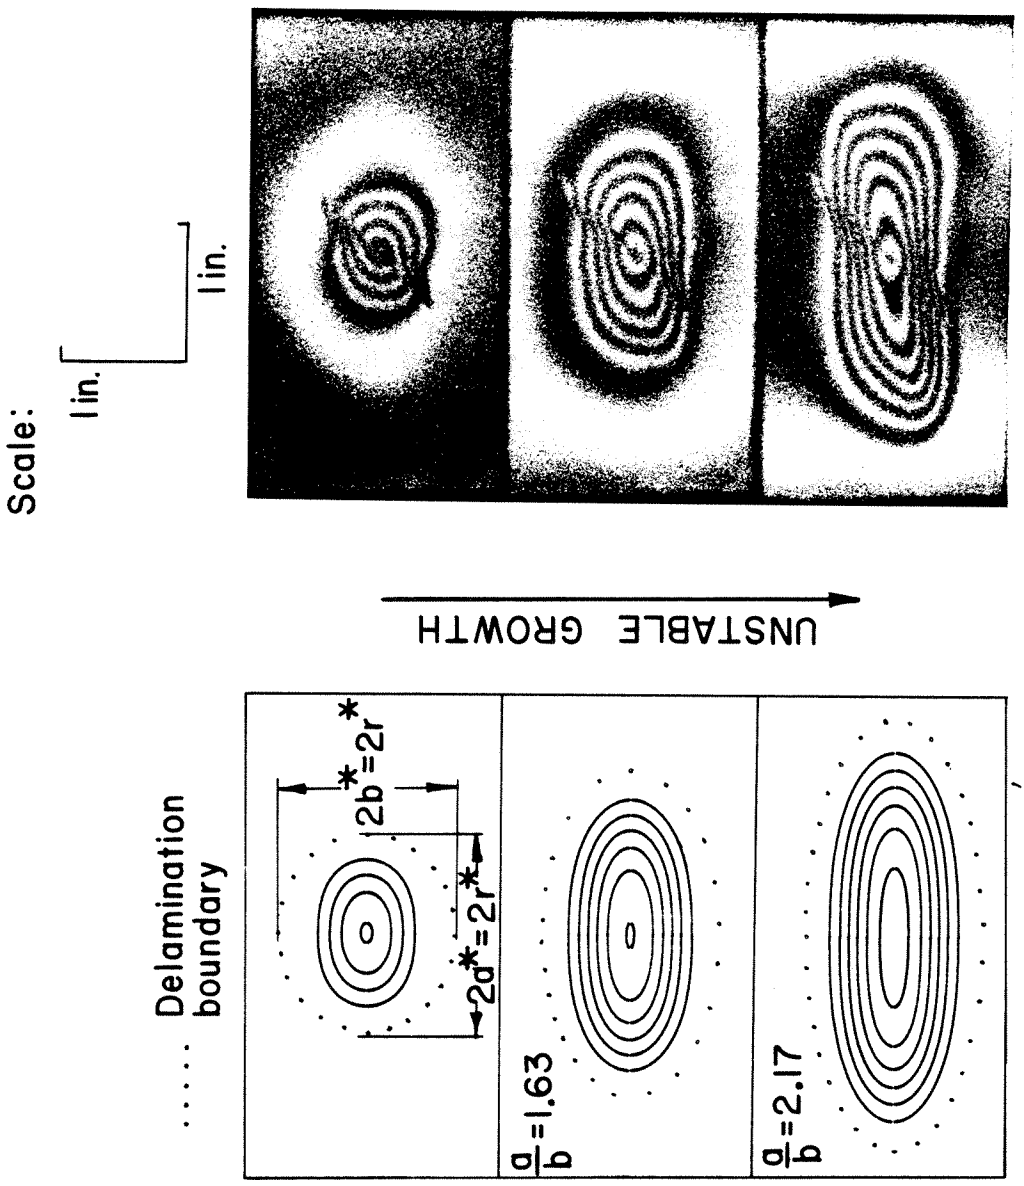 Scale:
1 in.
1 in.
UNSTABLE GROWTH
..... Delamination
boundary
2b*=2r*
2a*=2r*
a/b=1.63
a/b=2.17